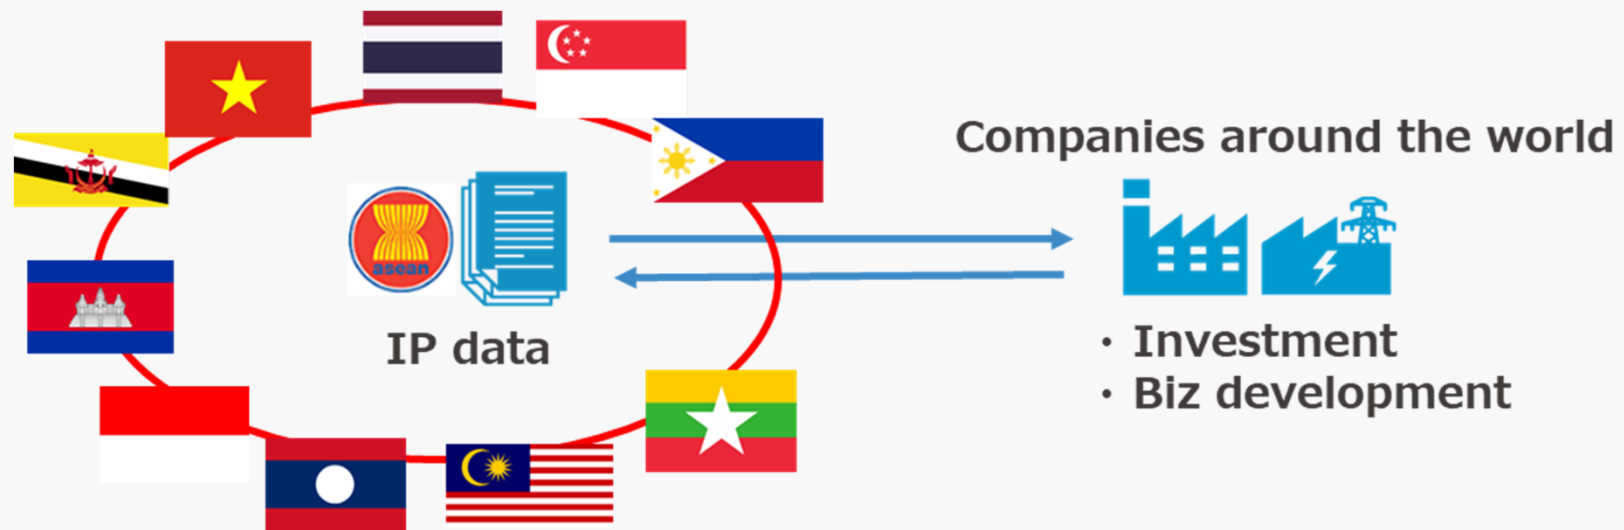 Companies around the world
asean
IP data
・Investment
・Biz development